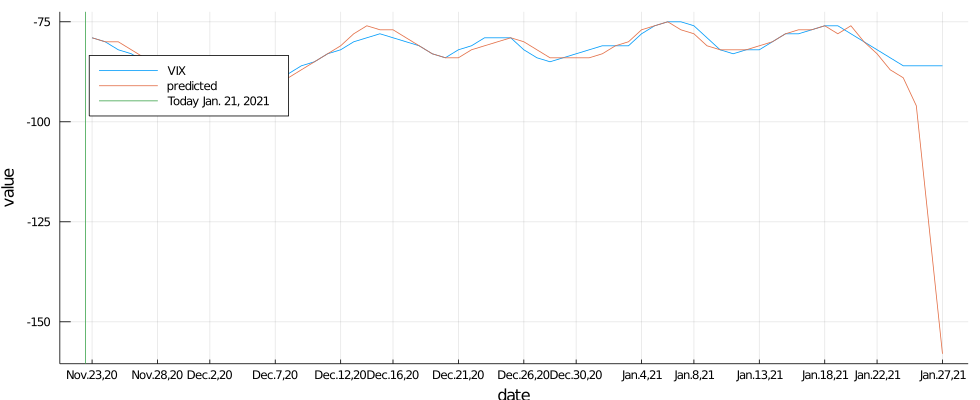 -75
-100
-125
-150
value
VIX
predicted
Today Jan. 21, 2021
Nov.23,20 Nov.28,20 Dec.2,20 Dec.7,20 Dec.12,20 Dec.16,20 Dec.21,20 Dec.26,20 Dec.30,20 Jan.4,21 Jan.8,21 Jan.13,21 Jan.18,21 Jan.22,21 Jan.27,21
date